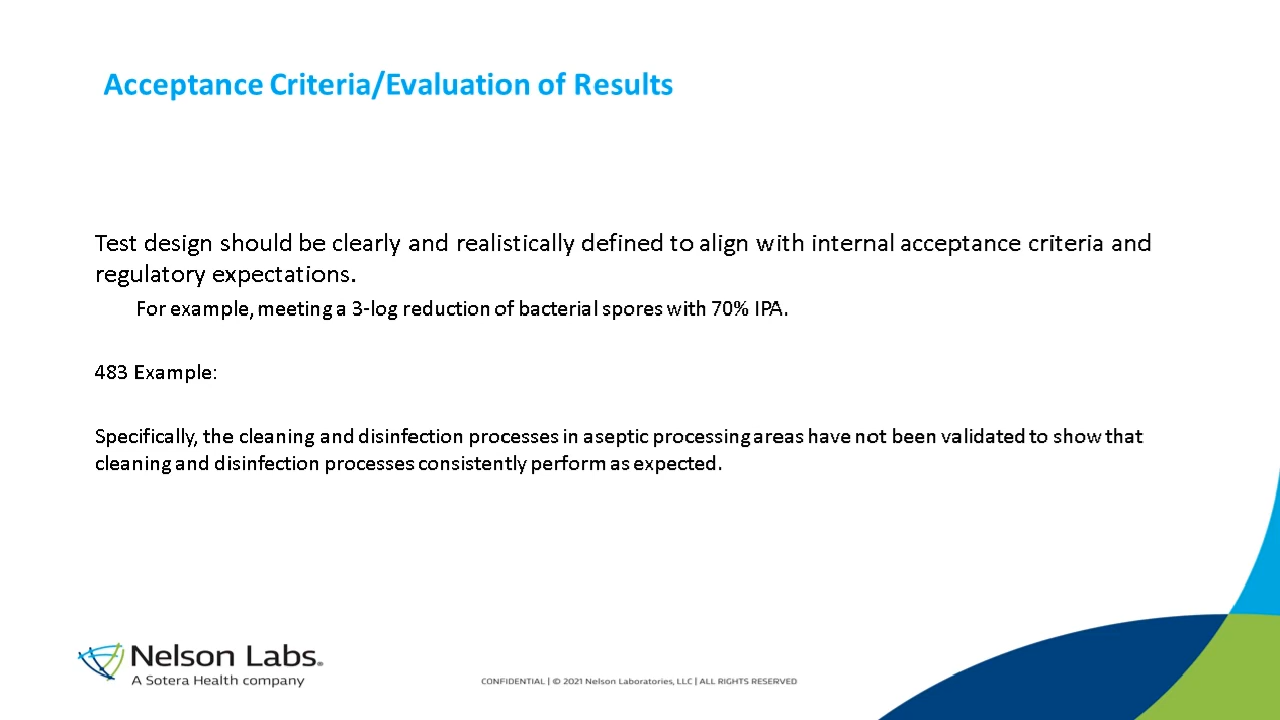 Acceptance Criteria/Evaluation of Results
Test design should be clearly and realistically defined to align with internal acceptance criteria and
regulatory expectations.
For example, meeting a 3-log reduction of bacterial spores with 70% IPA.
483 Example:
Specifically, the cleaning and disinfection processes in aseptic processing areas have not been validated to show that
cleaning and disinfection processes consistently perform as expected.
Nelson Labs®
A Sotera Health company
CONFIDENTIAL | © 2021 Nelson Laboratories, LLC | ALL RIGHTS RESERVED